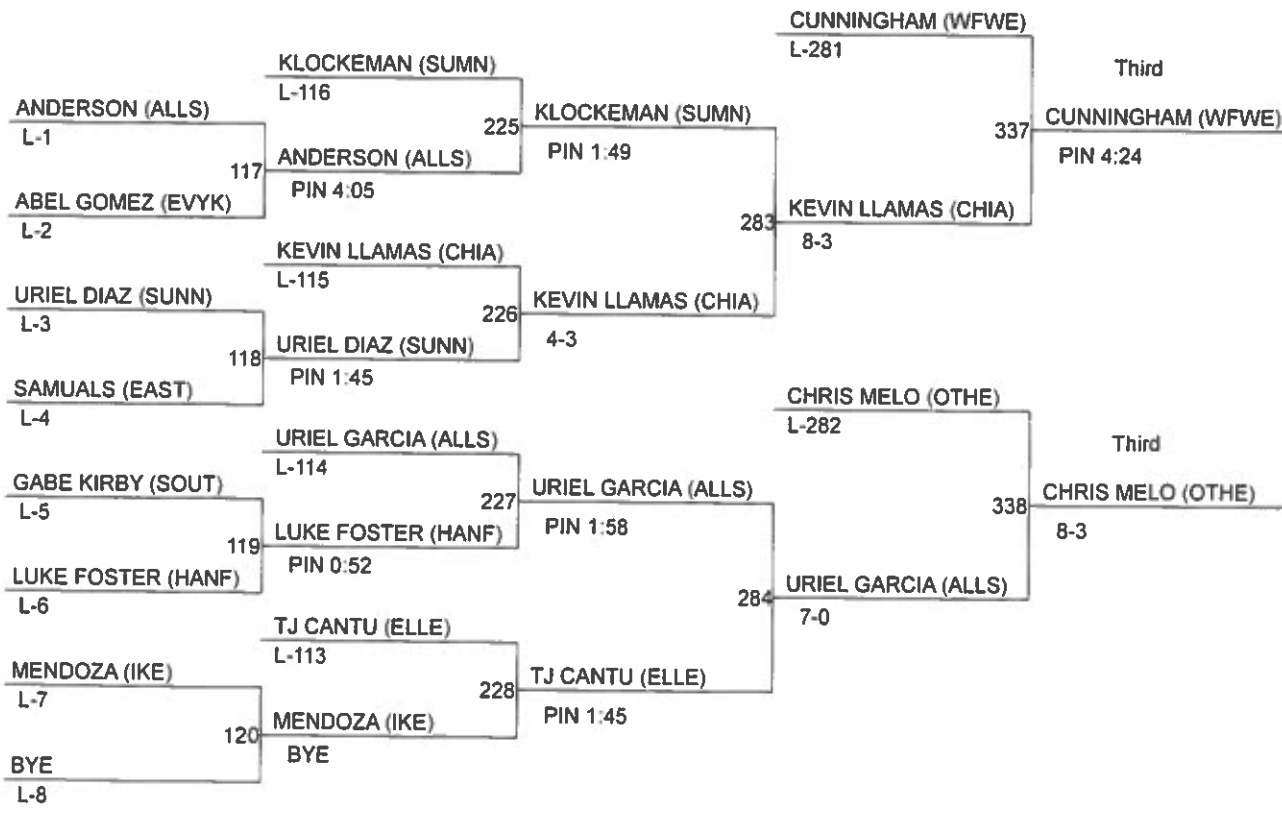 CUNNINGHAM (WFWE)
L-281
Third
KLOCKEMAN (SUMN)
L-116
ANDERSON (ALLS)
L-1
225
KLOCKEMAN (SUMN)
PIN 1:49
337
CUNNINGHAM (WFWE)
PIN 4:24
117
ANDERSON (ALLS)
PIN 4:05
ABEL GOMEZ (EVYK)
L-2
283
KEVIN LLAMAS (CHIA)
8-3
KEVIN LLAMAS (CHIA)
L-115
URIEL DIAZ (SUNN)
L-3
226
KEVIN LLAMAS (CHIA)
4-3
118
URIEL DIAZ (SUNN)
PIN 1:45
SAMUALS (EAST)
L-4
CHRIS MELO (OTHE)
L-282
Third
URIEL GARCIA (ALLS)
L-114
GABE KIRBY (SOUT)
L-5
227
URIEL GARCIA (ALLS)
PIN 1:58
338
CHRIS MELO (OTHE)
8-3
119
LUKE FOSTER (HANF)
PIN 0:52
LUKE FOSTER (HANF)
L-6
284
URIEL GARCIA (ALLS)
7-0
TJ CANTU (ELLE)
L-113
MENDOZA (IKE)
L-7
228
TJ CANTU (ELLE)
PIN 1:45
120
MENDOZA (IKE)
BYE
BYE
L-8